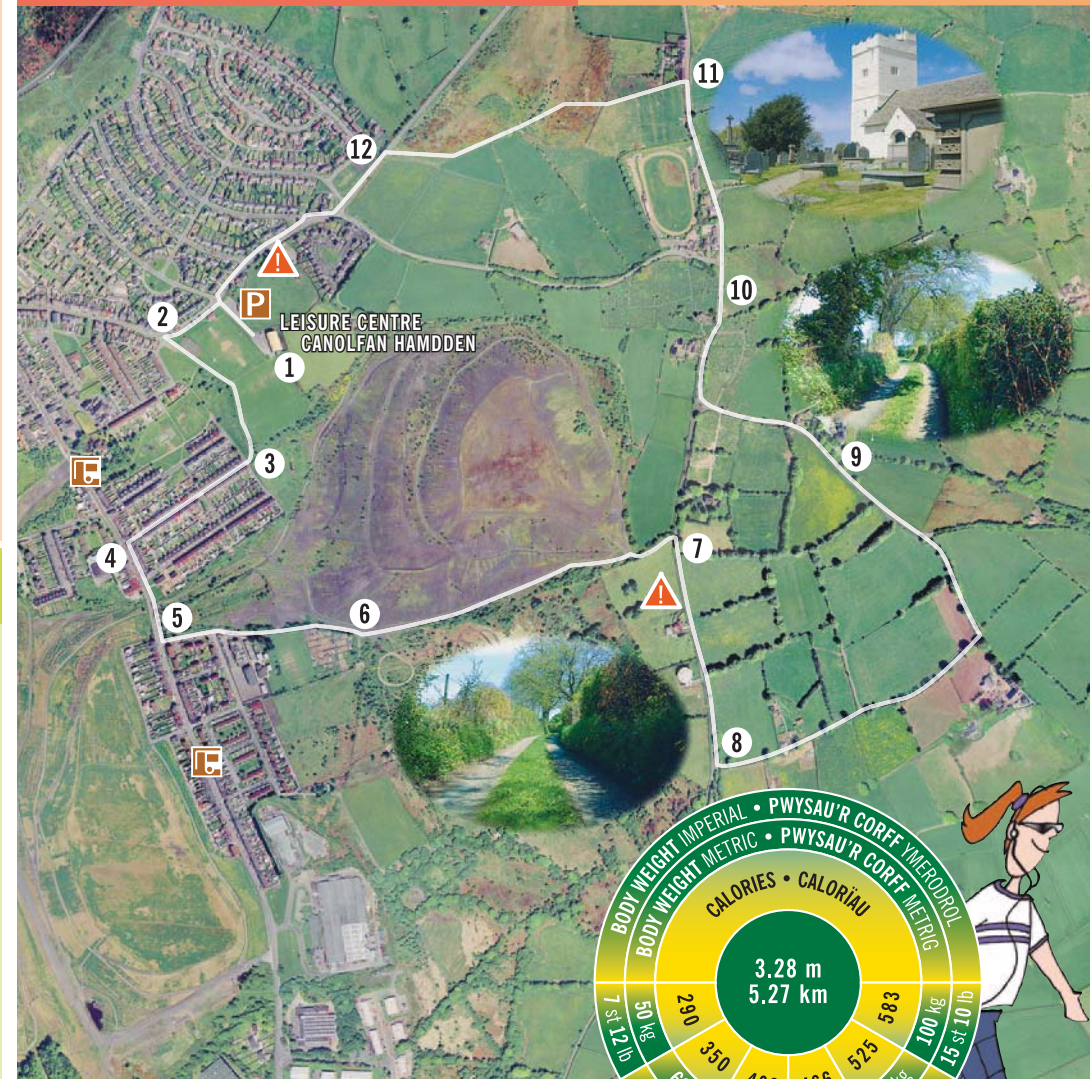 11
12
10
2
P
LEISURE CENTRE
CANOLFAN HAMDDEN
1
3
9
4
7
5
6
8
BODY WEIGHT IMPERIAL • PWYSAU'R CORFF YMERODROL
BODY WEIGHT METRIC • PWYSAU'R CORFF METRIG
CALORIES • CALORÏAU
3.28 m
5.27 km
7 st 12 lb
50 kg
290
350
525
583
100 kg
15 st 10 lb